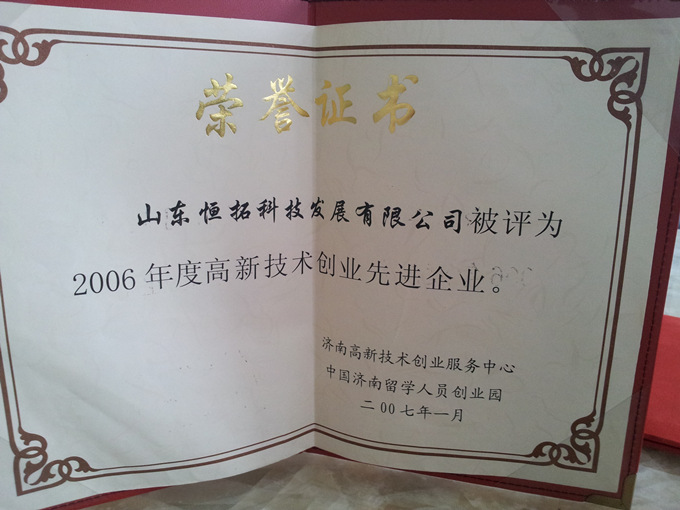 荣誉证书
山东恒拓科技发展有限公司被评为
2006年度高新技术创业先进企业。
济南高新技术创业服务中心
中国济南留学人员创业园
二00七年一月